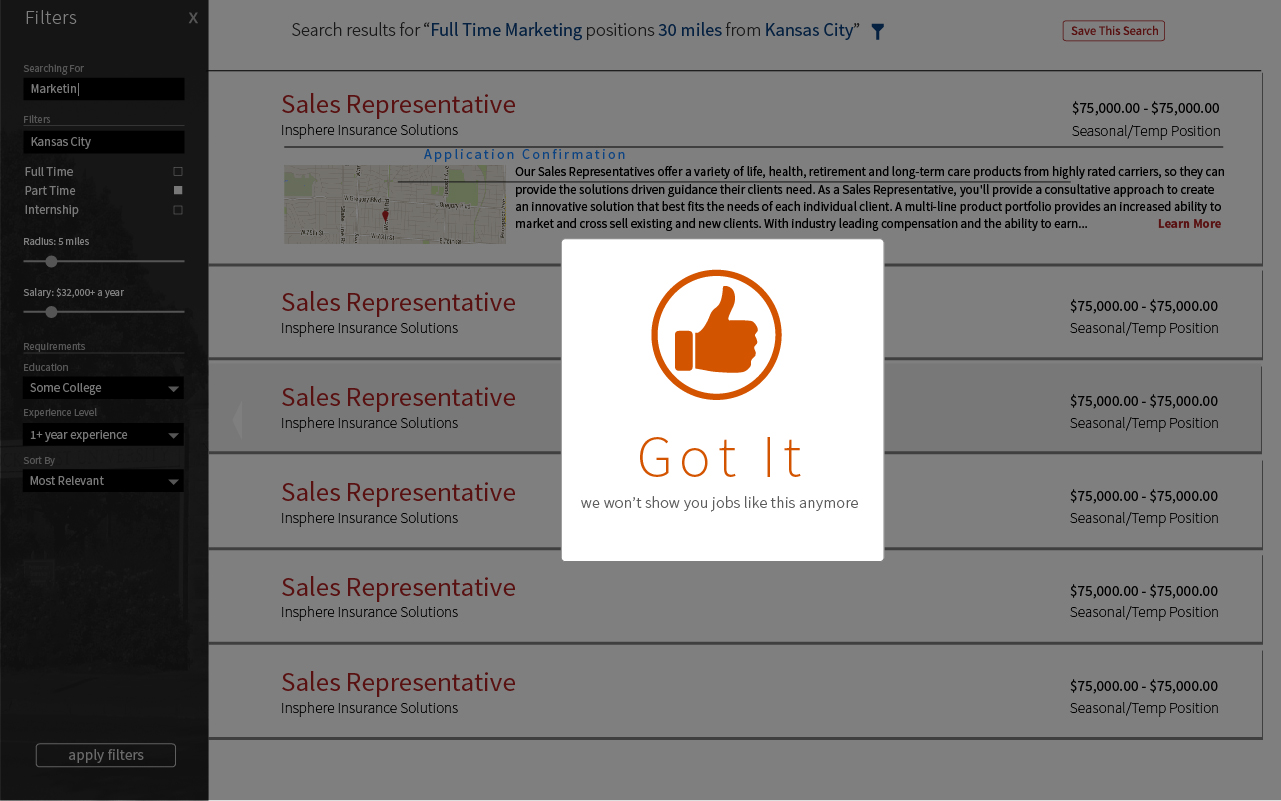 Filters
X
Searching For
Marketin
Filters
Kansas City
Full Time
Part Time
Internship
Radius: 5 miles
Salary: $32,000+ a year
Requirements
Education
Some College
Experience Level
1+ year experience
Sort By
Most Relevant
apply filters
Search results for “Full Time Marketing positions 30 miles from Kansas City”
Save This Search
Sales Representative
$75,000.00 - $75,000.00
Insphere Insurance Solutions
Seasonal/Temp Position
Application Confirmation
Our Sales Representatives offer a variety of life, health, retirement and long-term care products from highly rated carriers, so they can
provide the solutions driven guidance their clients need. As a Sales Representative, you'll provide a consultative approach to create
an innovative solution that best fits the needs of each individual client. A multi-line product portfolio provides an increased ability to
market and cross sell existing and new clients. With industry leading compensation and the ability to earn...
Learn More
Sales Representative
$75,000.00 - $75,000.00
Insphere Insurance Solutions
Seasonal/Temp Position
Sales Representative
$75,000.00 - $75,000.00
Insphere Insurance Solutions
Seasonal/Temp Position
Sales Representative
$75,000.00 - $75,000.00
Insphere Insurance Solutions
Seasonal/Temp Position
Sales Representative
$75,000.00 - $75,000.00
Insphere Insurance Solutions
Seasonal/Temp Position
Sales Representative
$75,000.00 - $75,000.00
Insphere Insurance Solutions
Seasonal/Temp Position
Got It
we won’t show you jobs like this anymore